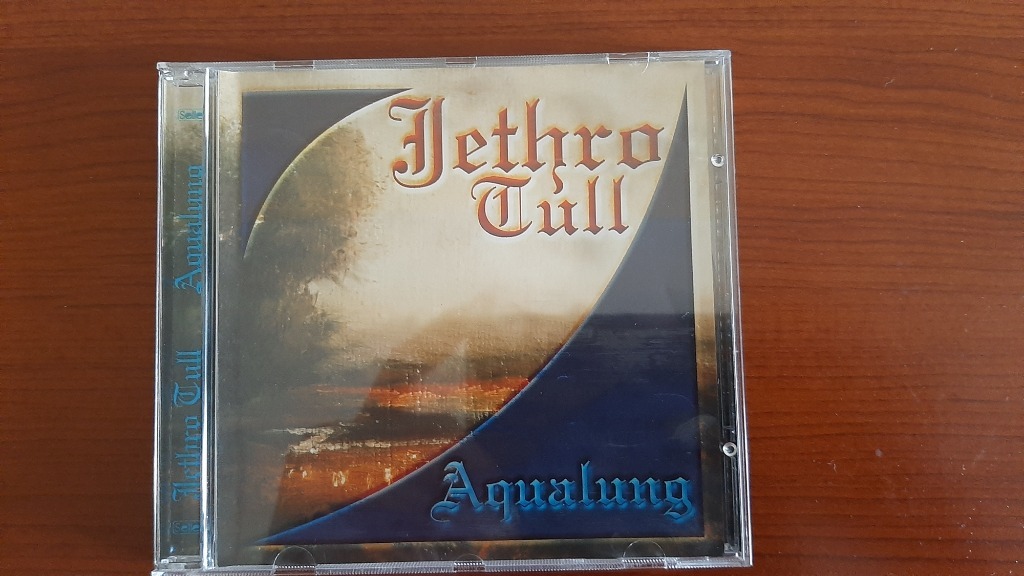 Jethro
Tull
Aqualung
Jethro Tull Aqualung